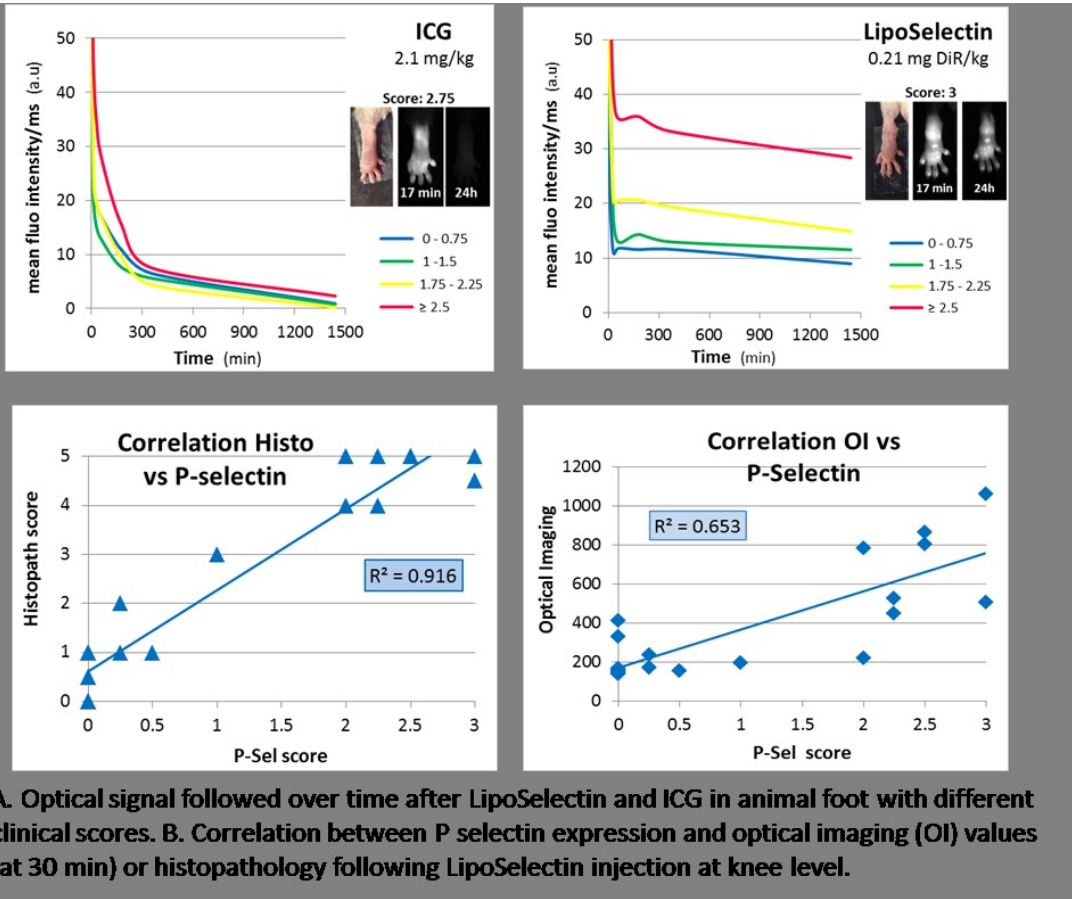 ICG
2.1 mg/kg
Score: 2.75
17 min
24h
50
40
30
20
10
0
mean fluo intensity/ms (a.u)
0 300 600 900 1200 1500
Time (min)
0 - 0.75
1 -1.5
1.75 - 2.25
≥ 2.5
LipoSelectin
0.21 mg DiR/kg
Score: 3
17 min
24h
50
40
30
20
10
0
mean fluo intensity/ms (a.u)
0 300 600 900 1200 1500
Time (min)
0 - 0.75
1 -1.5
1.75 - 2.25
≥ 2.5
Correlation Histo
vs P-selectin
5
4
3
2
1
0
Histopath score
R² = 0.916
0 0.5 1 1.5 2 2.5 3
P-Sel score
Correlation OI vs
P-Selectin
1200
1000
800
600
400
200
0
Optical Imaging
R² = 0.653
0 0.5 1 1.5 2 2.5 3
P-Sel score
A. Optical signal followed over time after LipoSelectin and ICG in animal foot with different
clinical scores. B. Correlation between P selectin expression and optical imaging (OI) values
at 30 min) or histopathology following LipoSelectin injection at knee level.